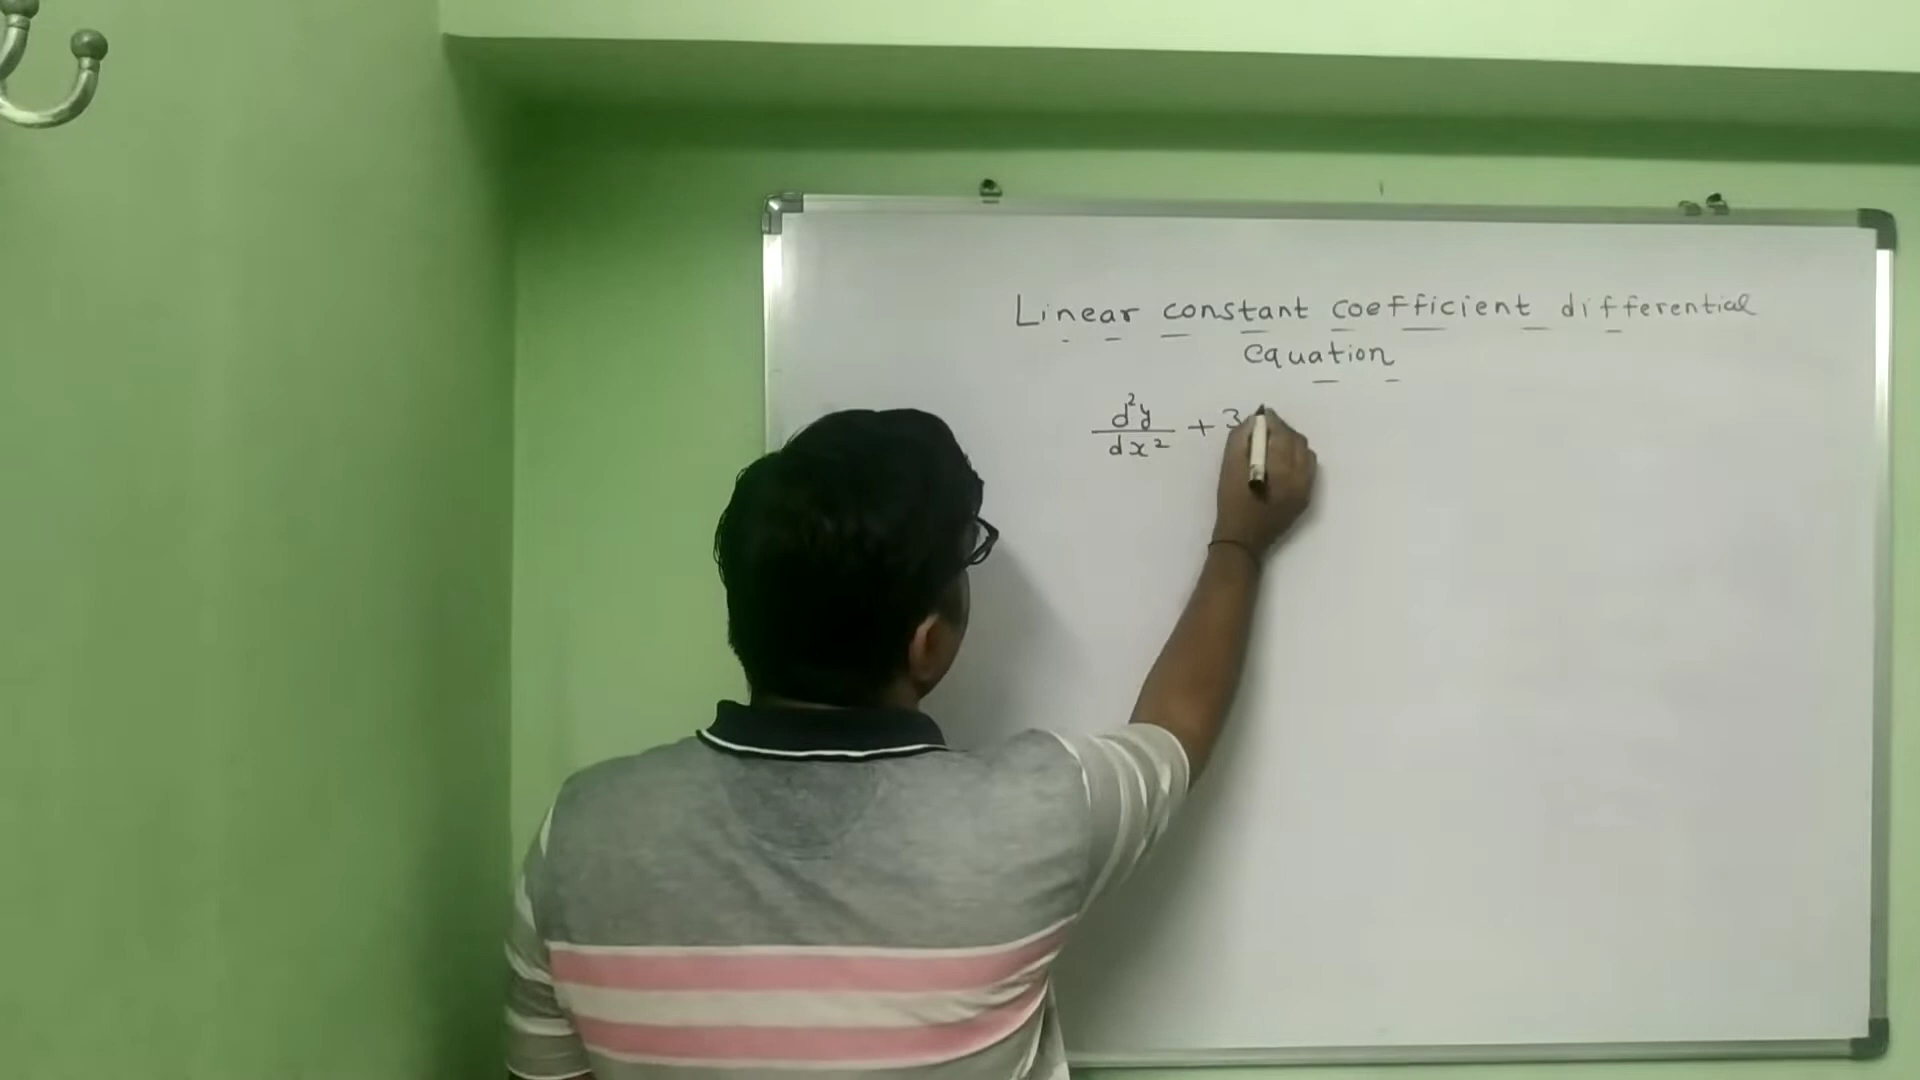 Linear constant coefficient differential
equation
d²y/dx² + 3